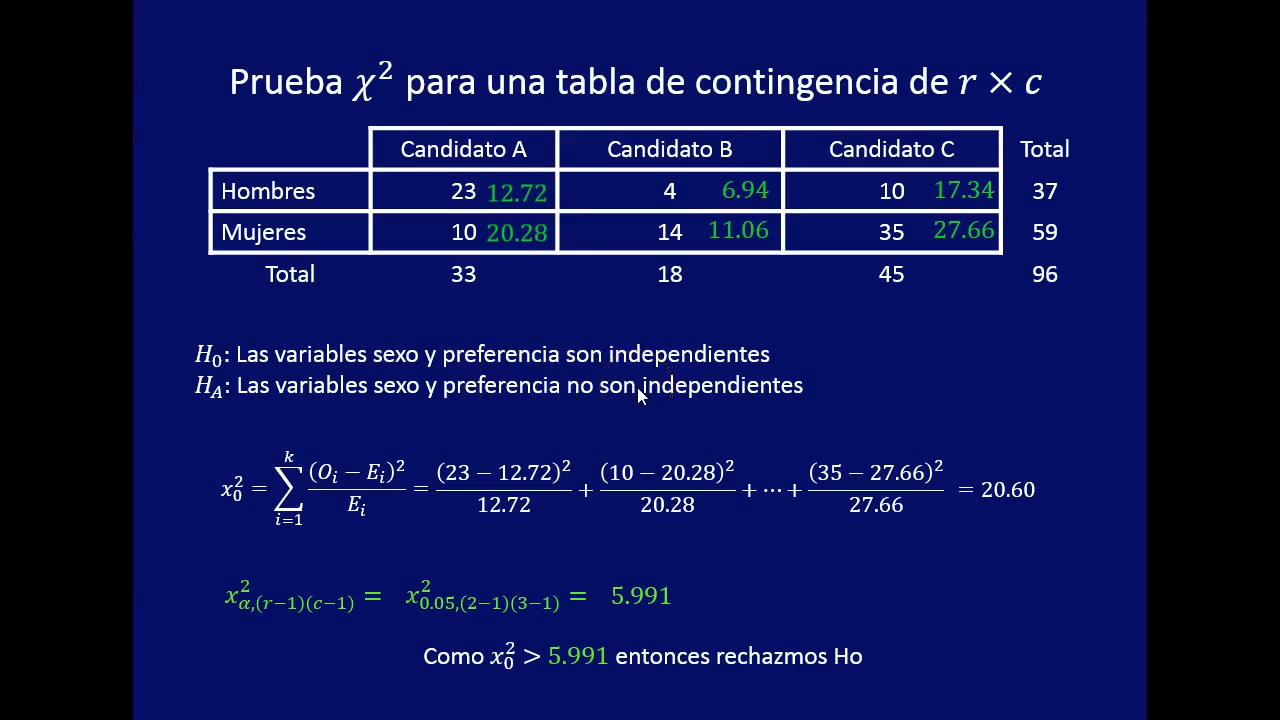 Prueba χ² para una tabla de contingencia de r × c
Candidato A Candidato B Candidato C Total
Hombres 23 12.72 4 6.94 10 17.34 37
Mujeres 10 20.28 14 11.06 35 27.66 59
Total 33 18 45 96
H₀: Las variables sexo y preferencia son independientes
H_A: Las variables sexo y preferencia no son independientes
x₀² = ∑_{i=1}^{k} (O_i − E_i)²/E_i = (23 − 12.72)²/12.72 + (10 − 20.28)²/20.28 + ⋯ + (35 − 27.66)²/27.66 = 20.60
x²_{α,(r−1)(c−1)} = x²_{0.05,(2−1)(3−1)} = 5.991
Como x₀² > 5.991 entonces rechazmos Ho